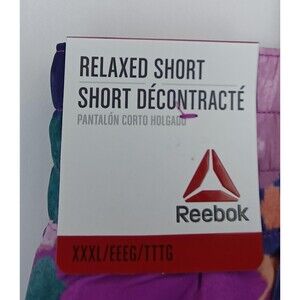 RELAXED SHORT
SHORT DÉCONTRACTÉ
PANTALÓN CORTO HOLGADO
Reebok
XXXL/EEEG/TTTG